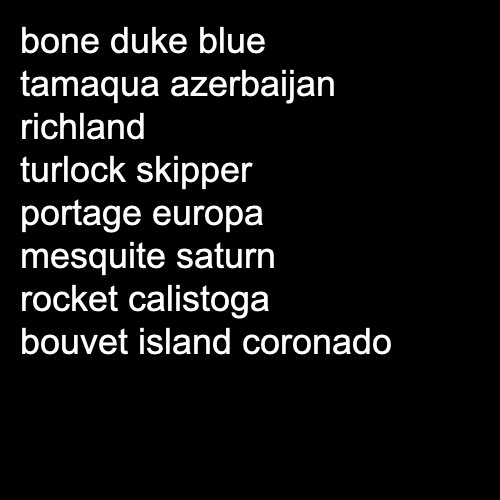 bone duke blue
tamaqua azerbaijan
richland
turlock skipper
portage europa
mesquite saturn
rocket calistoga
bouvet island coronado